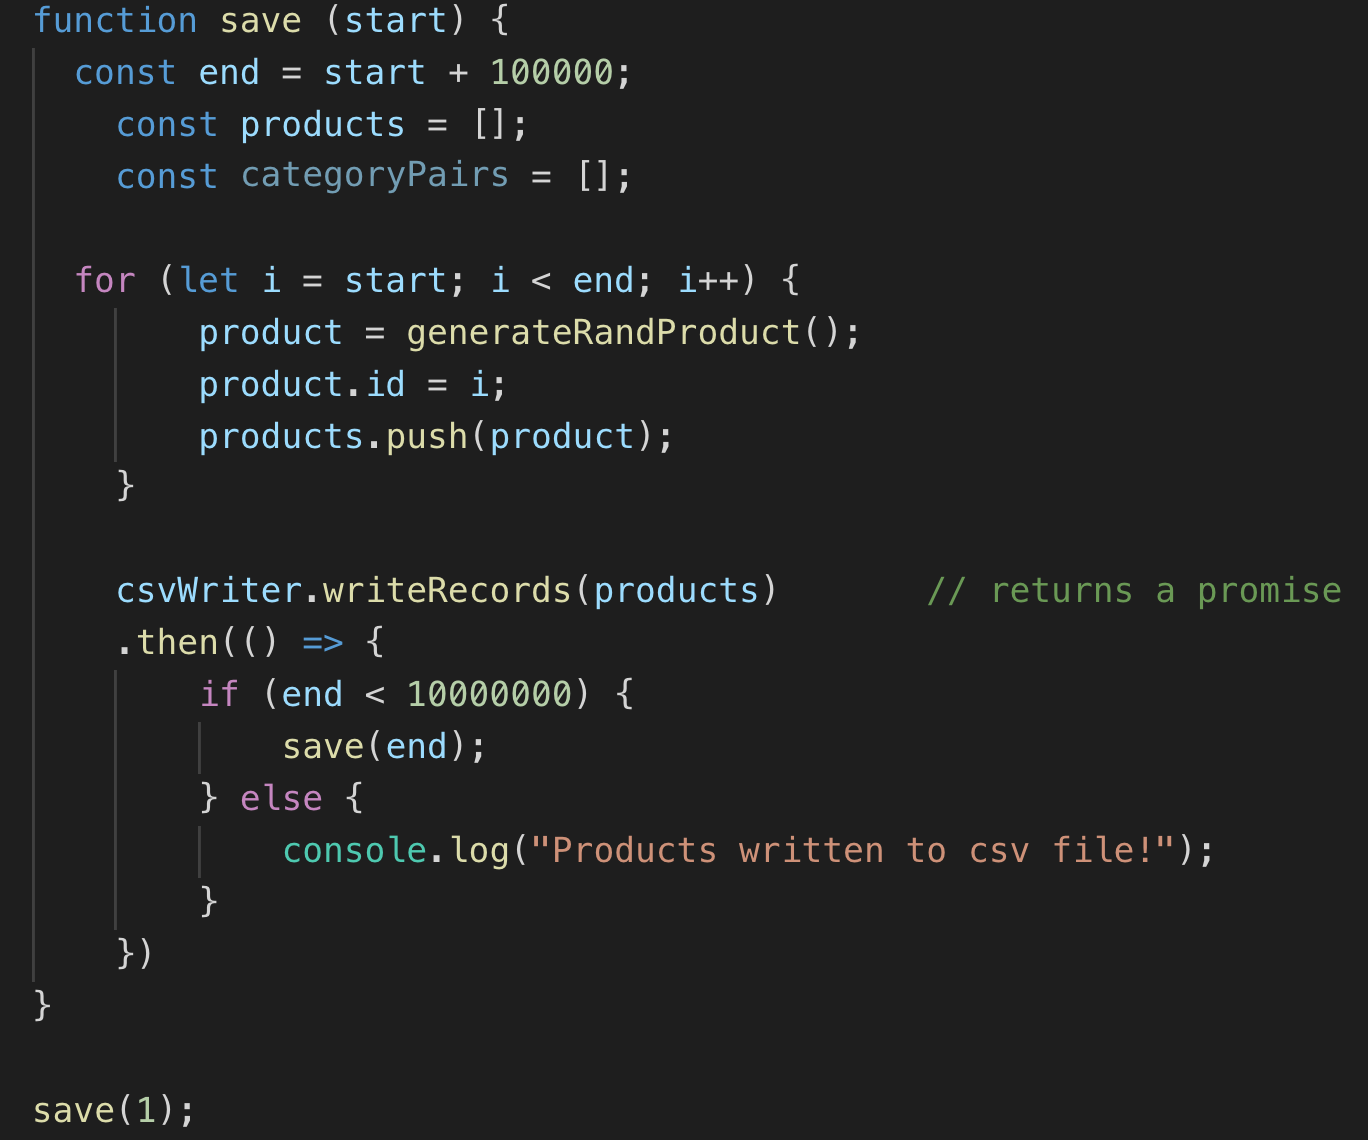 function save (start) {
  const end = start + 100000;
    const products = [];
    const categoryPairs = [];

  for (let i = start; i < end; i++) {
        product = generateRandProduct();
        product.id = i;
        products.push(product);
    }

    csvWriter.writeRecords(products)       // returns a promise
    .then(() => {
        if (end < 10000000) {
            save(end);
        } else {
            console.log("Products written to csv file!");
        }
    })
}

save(1);